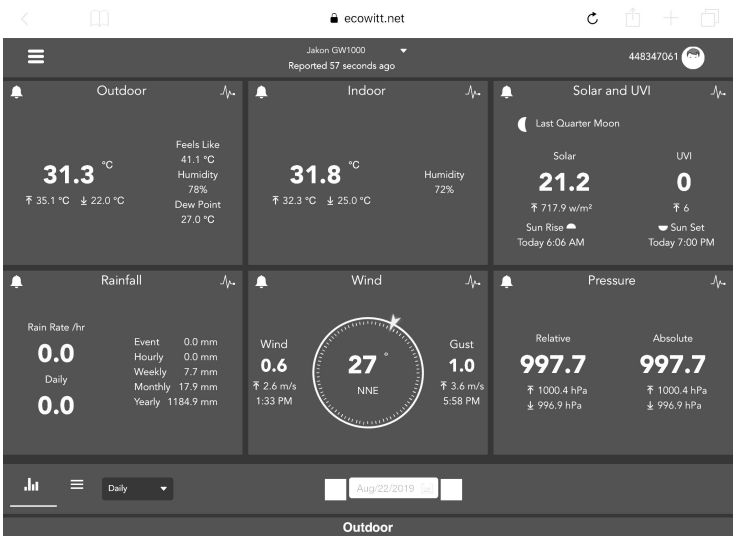 ecowitt.net
Jakon GW1000
Reported 57 seconds ago
448347061
Outdoor
31.3 °C
↑ 35.1 °C ↓ 22.0 °C
Feels Like
41.1 °C
Humidity
78%
Dew Point
27.0 °C
Indoor
31.8 °C
↑ 32.3 °C ↓ 25.0 °C
Humidity
72%
Solar and UVI
Last Quarter Moon
Solar
21.2
↑ 717.9 w/m²
Sun Rise
Today 6:06 AM
UVI
0
↑ 6
Sun Set
Today 7:00 PM
Rainfall
Rain Rate /hr
0.0
Daily
0.0
Event 0.0 mm
Hourly 0.0 mm
Weekly 7.7 mm
Monthly 17.9 mm
Yearly 1184.9 mm
Wind
Wind
0.6
↑ 2.6 m/s
1:33 PM
27 °
NNE
Gust
1.0
↑ 3.6 m/s
5:58 PM
Pressure
Relative
997.7
↑ 1000.4 hPa
↓ 996.9 hPa
Absolute
997.7
↑ 1000.4 hPa
↓ 996.9 hPa
Daily
Aug/22/2019
Outdoor